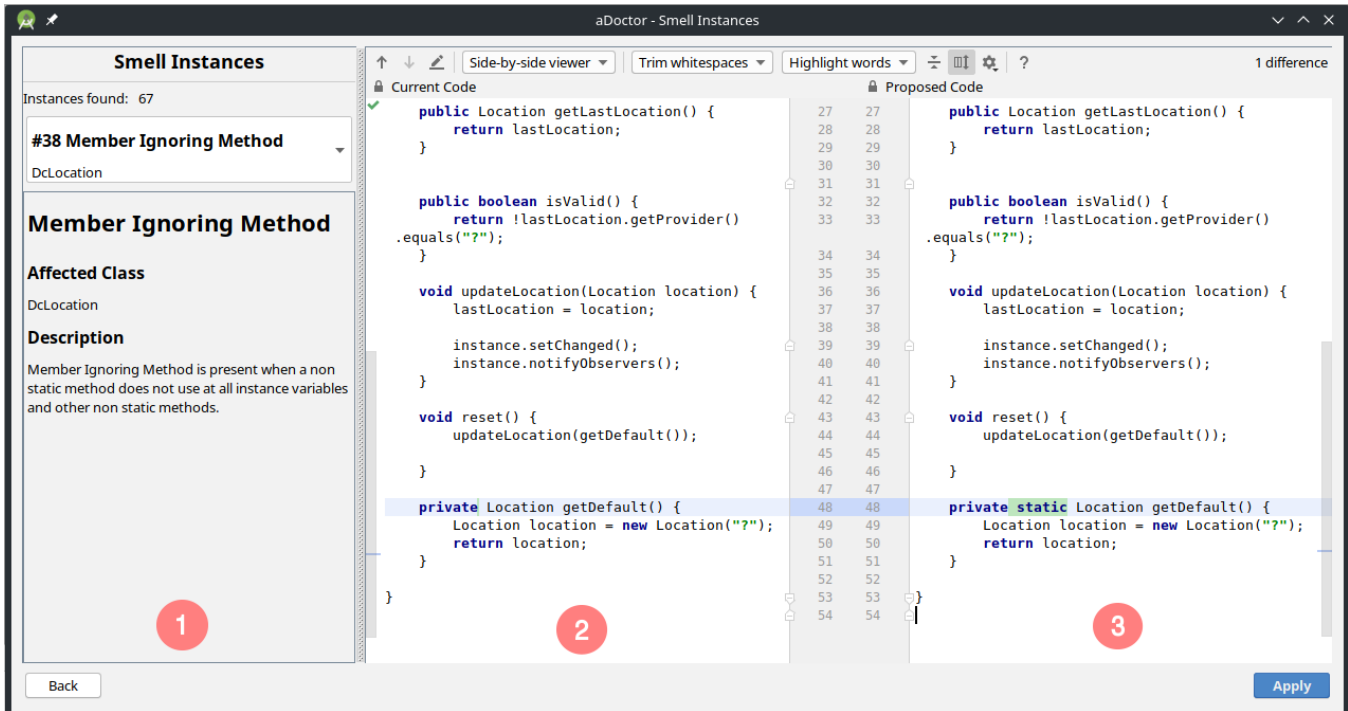 aDoctor - Smell Instances
Smell Instances
Instances found: 67
#38 Member Ignoring Method
DcLocation
Member Ignoring Method
Affected Class
DcLocation
Description
Member Ignoring Method is present when a non
static method does not use at all instance variables
and other non static methods.
1
Side-by-side viewer
Trim whitespaces
Highlight words
?
1 difference
Current Code
public Location getLastLocation() {
return lastLocation;
}
public boolean isValid() {
return !lastLocation.getProvider()
.equals("?");
}
void updateLocation(Location location) {
lastLocation = location;
instance.setChanged();
instance.notifyObservers();
}
void reset() {
updateLocation(getDefault());
}
private Location getDefault() {
Location location = new Location("?");
return location;
}
}
2
27 27
28 28
29 29
30 30
31 31
32 32
33 33
34 34
35 35
36 36
37 37
38 38
39 39
40 40
41 41
42 42
43 43
44 44
45 45
46 46
47 47
48 48
49 49
50 50
51 51
52 52
53 53
54 54
Proposed Code
public Location getLastLocation() {
return lastLocation;
}
public boolean isValid() {
return !lastLocation.getProvider()
.equals("?");
}
void updateLocation(Location location) {
lastLocation = location;
instance.setChanged();
instance.notifyObservers();
}
void reset() {
updateLocation(getDefault());
}
private static Location getDefault() {
Location location = new Location("?");
return location;
}
}
3
Back
Apply